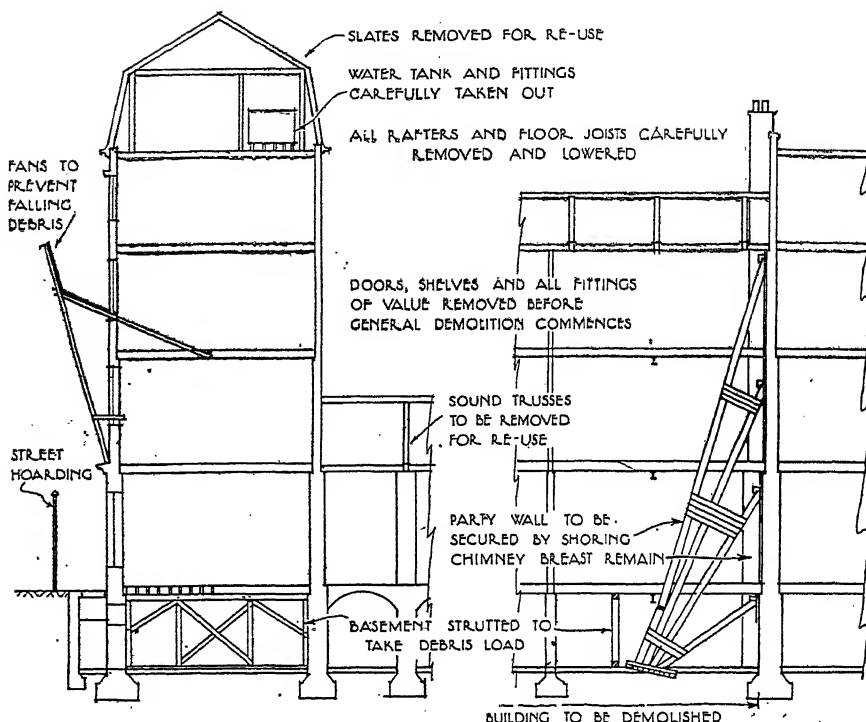 SLATES REMOVED FOR RE-USE
WATER TANK AND FITTINGS
CAREFULLY TAKEN OUT
ALL RAFTERS AND FLOOR JOISTS CAREFULLY
REMOVED AND LOWERED
FANS TO
PREVENT
FALLING
DEBRIS
DOORS, SHELVES AND ALL FITTINGS
OF VALUE REMOVED BEFORE
GENERAL DEMOLITION COMMENCES
SOUND TRUSSES
TO BE REMOVED
FOR RE-USE
STREET
HOARDING
PARTY WALL TO BE
SECURED BY SHORING
CHIMNEY BREAST REMAIN
BASEMENT STRUTTED TO
TAKE DEBRIS LOAD
BUILDING TO BE DEMOLISHED